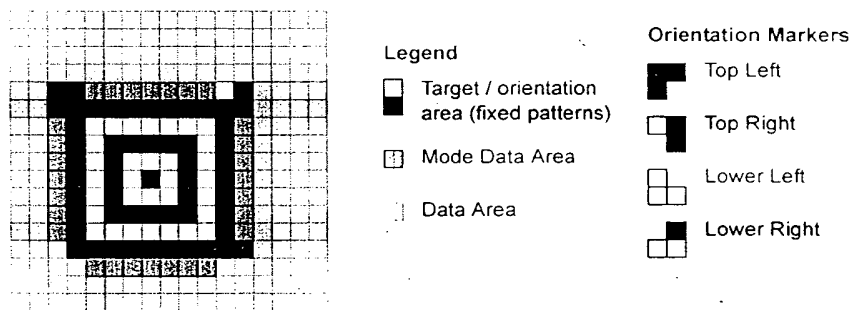 Legend
Target / orientation
area (fixed patterns)
Mode Data Area
Data Area
Orientation Markers
Top Left
Top Right
Lower Left
Lower Right